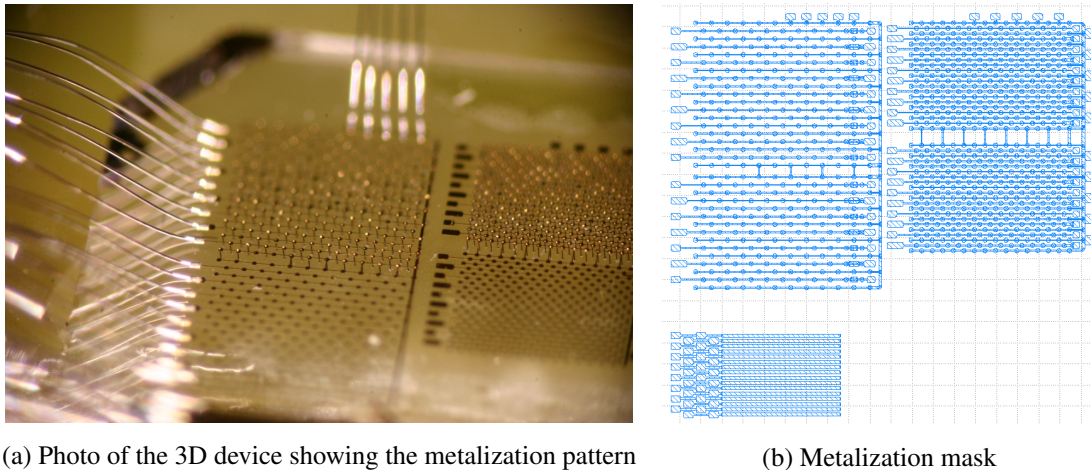 (a) Photo of the 3D device showing the metalization pattern
(b) Metalization mask